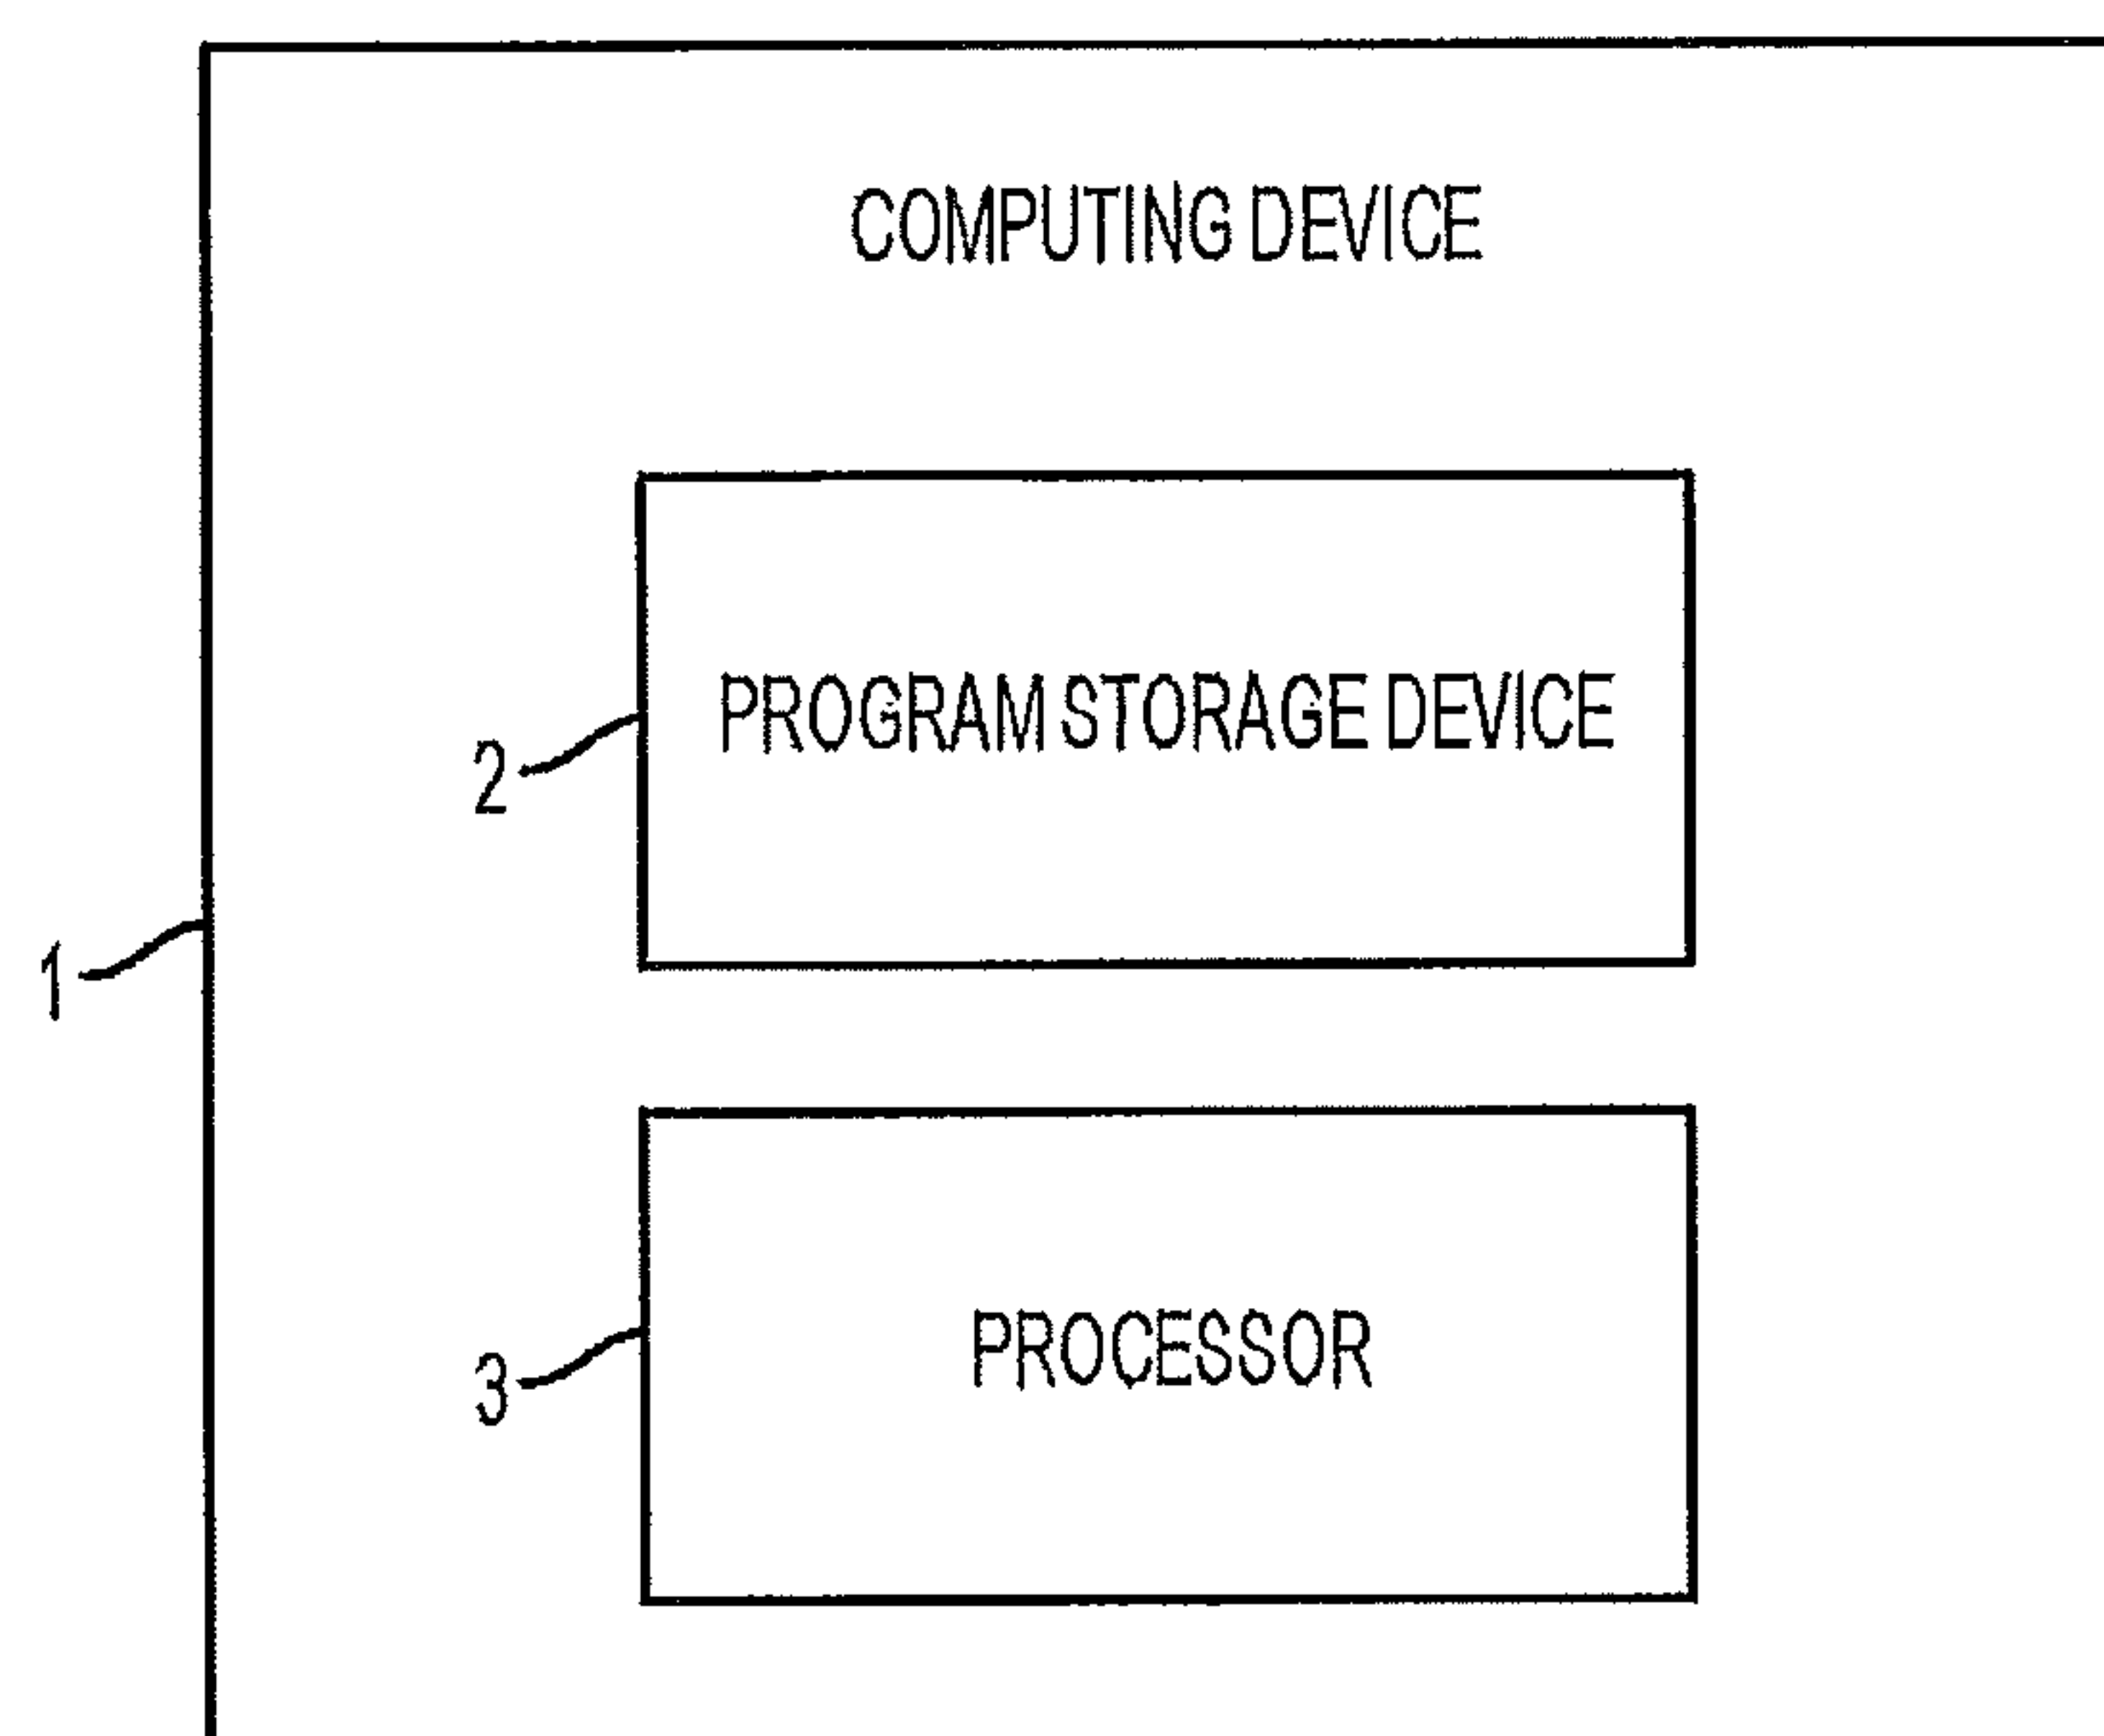 COMPUTING DEVICE
PROGRAM STORAGE DEVICE
2
1
PROCESSOR
3